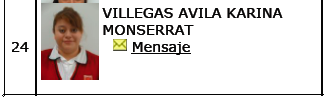 VILLEGAS AVILA KARINA
MONSERRAT
24
Mensaje